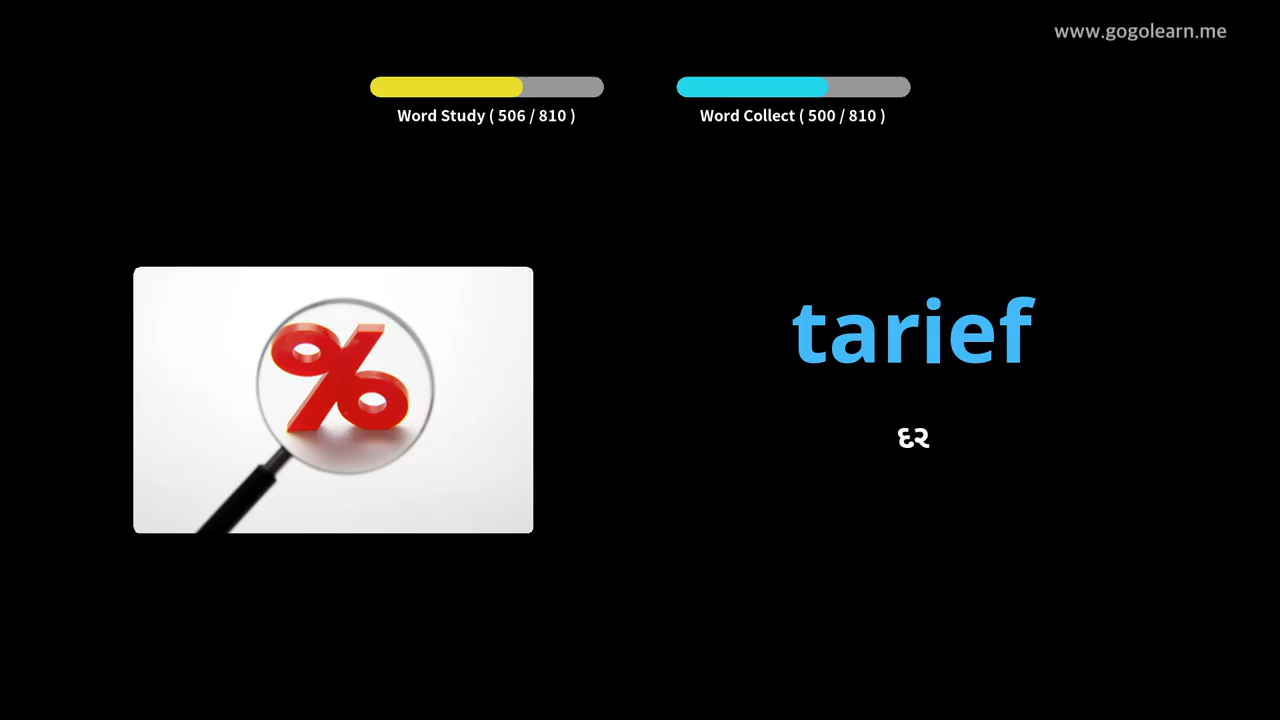 www.gogolearn.me
Word Study ( 506 / 810 )
Word Collect ( 500 / 810 )
%
tarief
દર